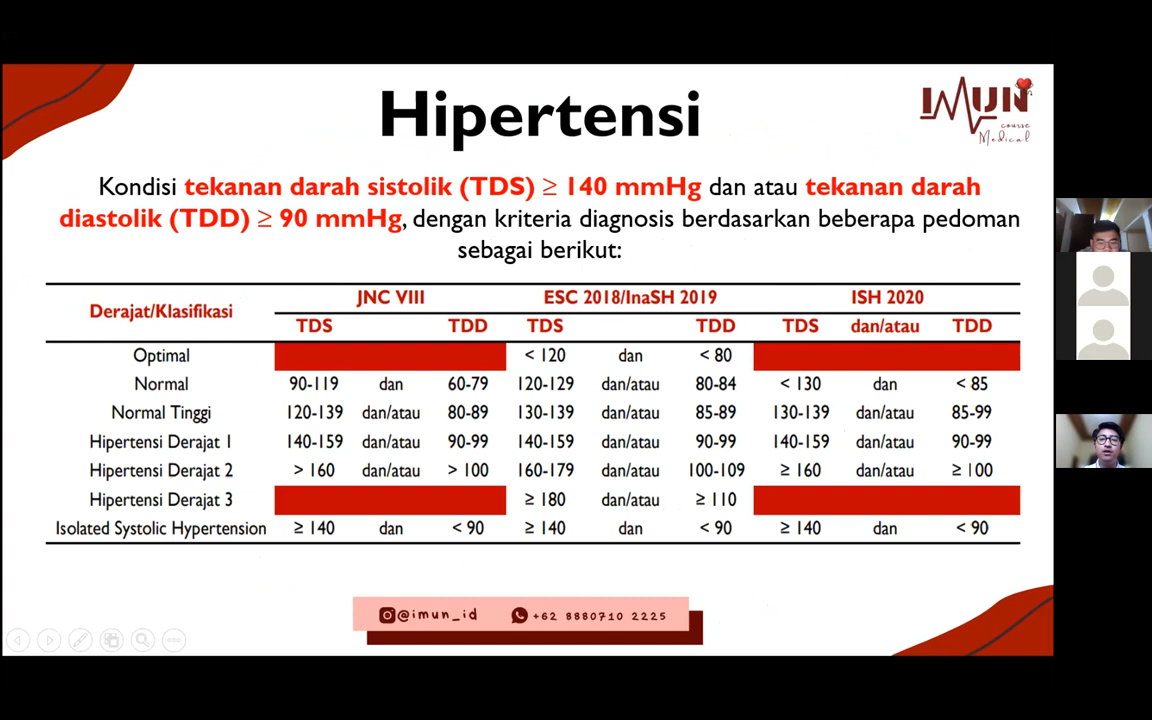 Hipertensi
IMUN
course
Medical
Kondisi tekanan darah sistolik (TDS) ≥ 140 mmHg dan atau tekanan darah
diastolik (TDD) ≥ 90 mmHg, dengan kriteria diagnosis berdasarkan beberapa pedoman
sebagai berikut:
Derajat/Klasifikasi JNC VIII ESC 2018/InaSH 2019 ISH 2020
TDS TDD TDS TDD TDS dan/atau TDD
Optimal < 120 dan < 80
Normal 90-119 dan 60-79 120-129 dan/atau 80-84 < 130 dan < 85
Normal Tinggi 120-139 dan/atau 80-89 130-139 dan/atau 85-89 130-139 dan/atau 85-99
Hipertensi Derajat 1 140-159 dan/atau 90-99 140-159 dan/atau 90-99 140-159 dan/atau 90-99
Hipertensi Derajat 2 > 160 dan/atau > 100 160-179 dan/atau 100-109 ≥ 160 dan/atau ≥ 100
Hipertensi Derajat 3 ≥ 180 dan/atau ≥ 110
Isolated Systolic Hypertension ≥ 140 dan < 90 ≥ 140 dan < 90 ≥ 140 dan < 90
@imun_id +62 8880710 2225